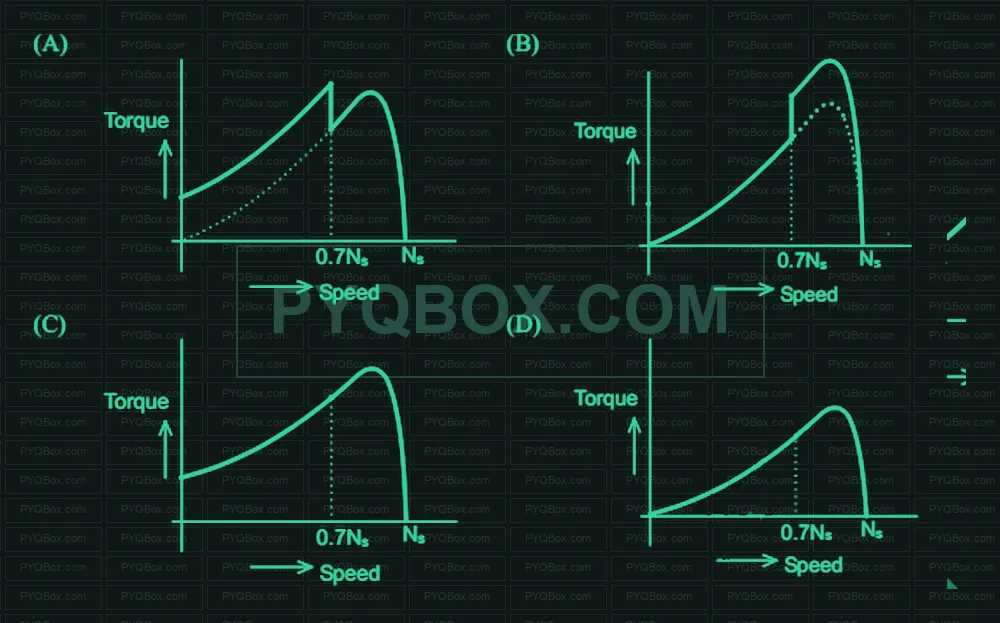 (A)
Torque
0.7Ns
Ns
Speed
(B)
Torque
0.7Ns
Ns
Speed
PYQBOX.COM
(C)
Torque
0.7Ns
Ns
Speed
(D)
Torque
0.7Ns
Ns
Speed